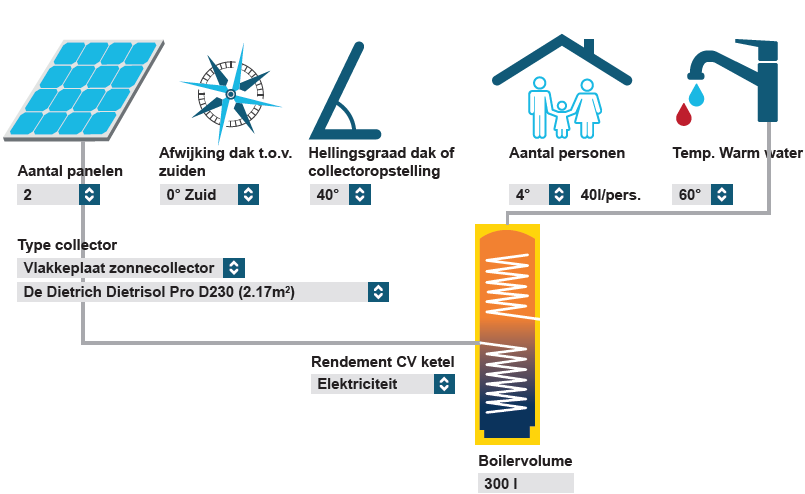 Aantal panelen
2
Afwijking dak t.o.v.
zuiden
0° Zuid
Hellingsgraad dak of
collectoropstelling
40°
Aantal personen
4° 40l/pers.
Temp. Warm water
60°
Type collector
Vlakkeplaat zonnecollector
De Dietrich Dietrisol Pro D230 (2.17m²)
Rendement CV ketel
Elektriciteit
Boilervolume
300 l